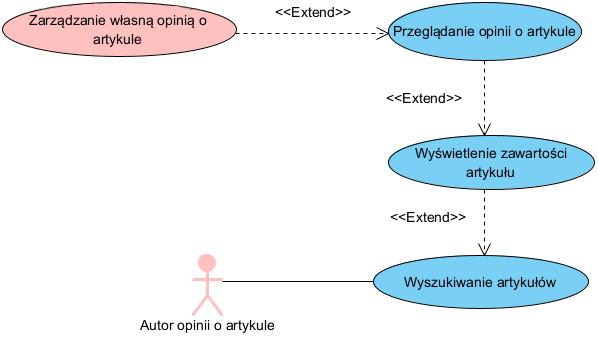 Zarządzanie własną opinią o
artykule
<<Extend>>
Przeglądanie opinii o artykule
<<Extend>>
Wyświetlenie zawartości
artykułu
<<Extend>>
Wyszukiwanie artykułów
Autor opinii o artykule